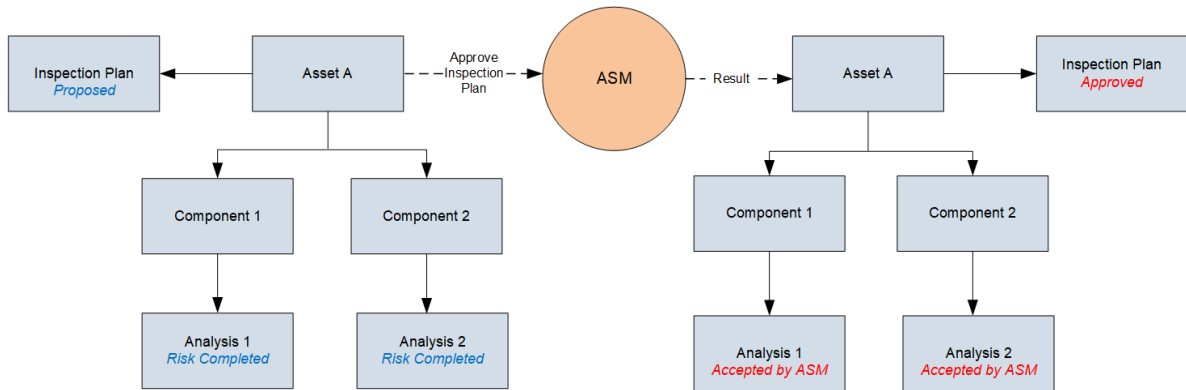 Inspection Plan
Proposed
Asset A
Approve
Inspection
Plan
ASM
Result
Asset A
Inspection Plan
Approved
Component 1
Component 2
Component 1
Component 2
Analysis 1
Risk Completed
Analysis 2
Risk Completed
Analysis 1
Accepted by ASM
Analysis 2
Accepted by ASM